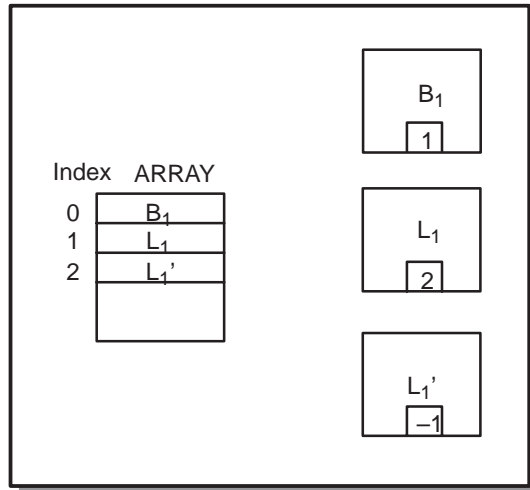 Index ARRAY
0 B₁
1 L₁
2 L₁’
B₁
1
L₁
2
L₁’
–1